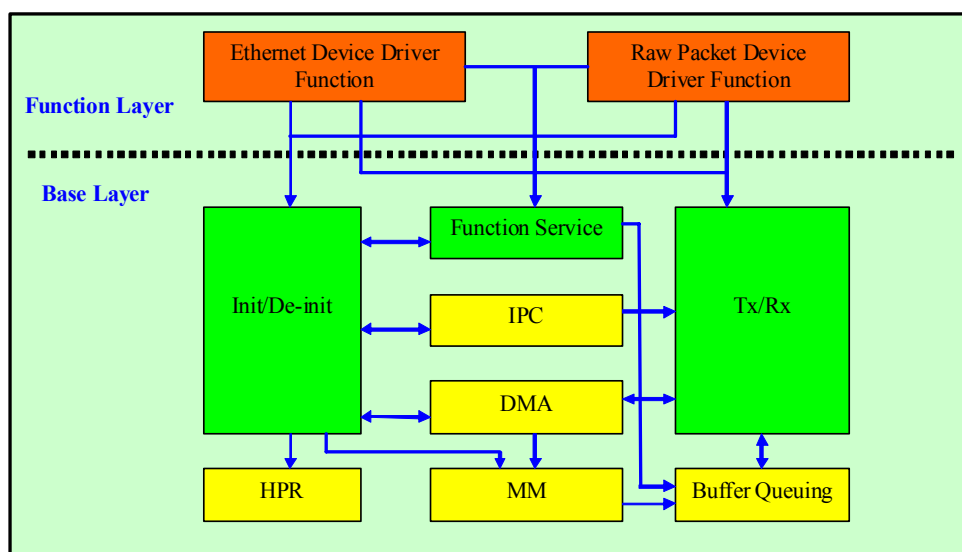 Ethernet Device Driver
Function
Raw Packet Device
Driver Function
Function Layer
Base Layer
Function Service
Init/De-init
IPC
Tx/Rx
DMA
HPR
MM
Buffer Queuing